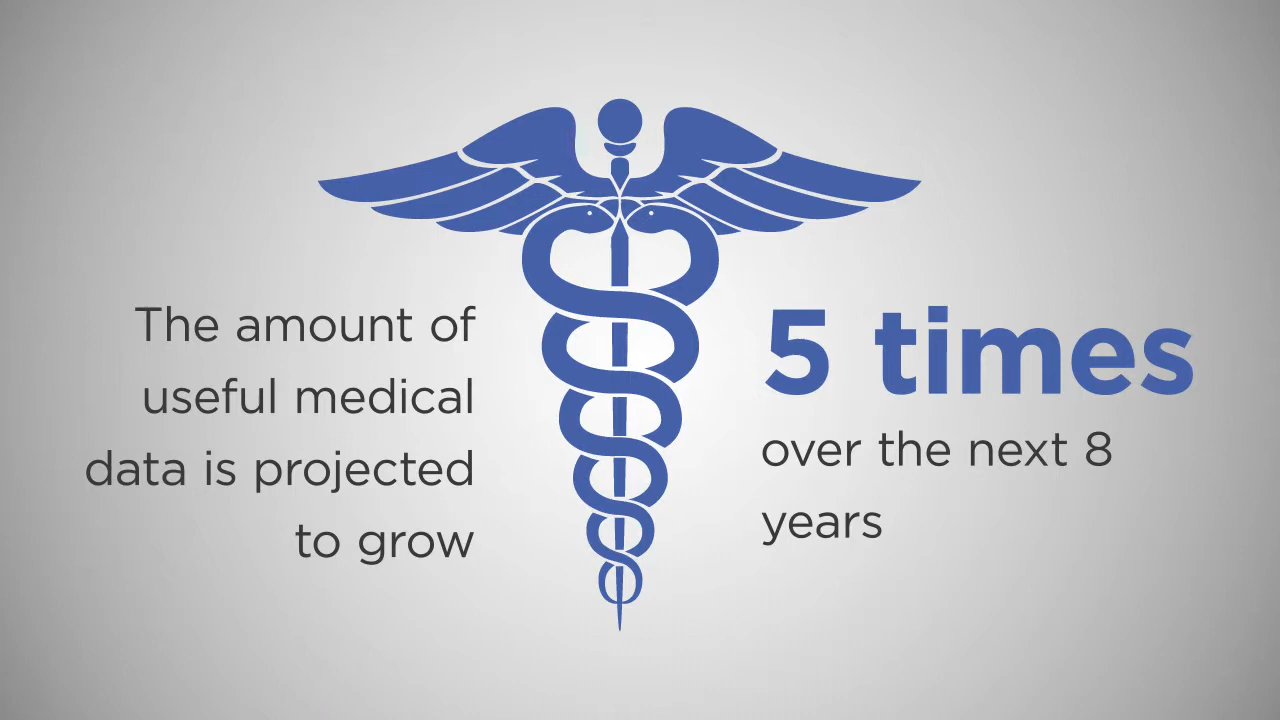 The amount of
useful medical
data is projected
to grow
5 times
over the next 8
years